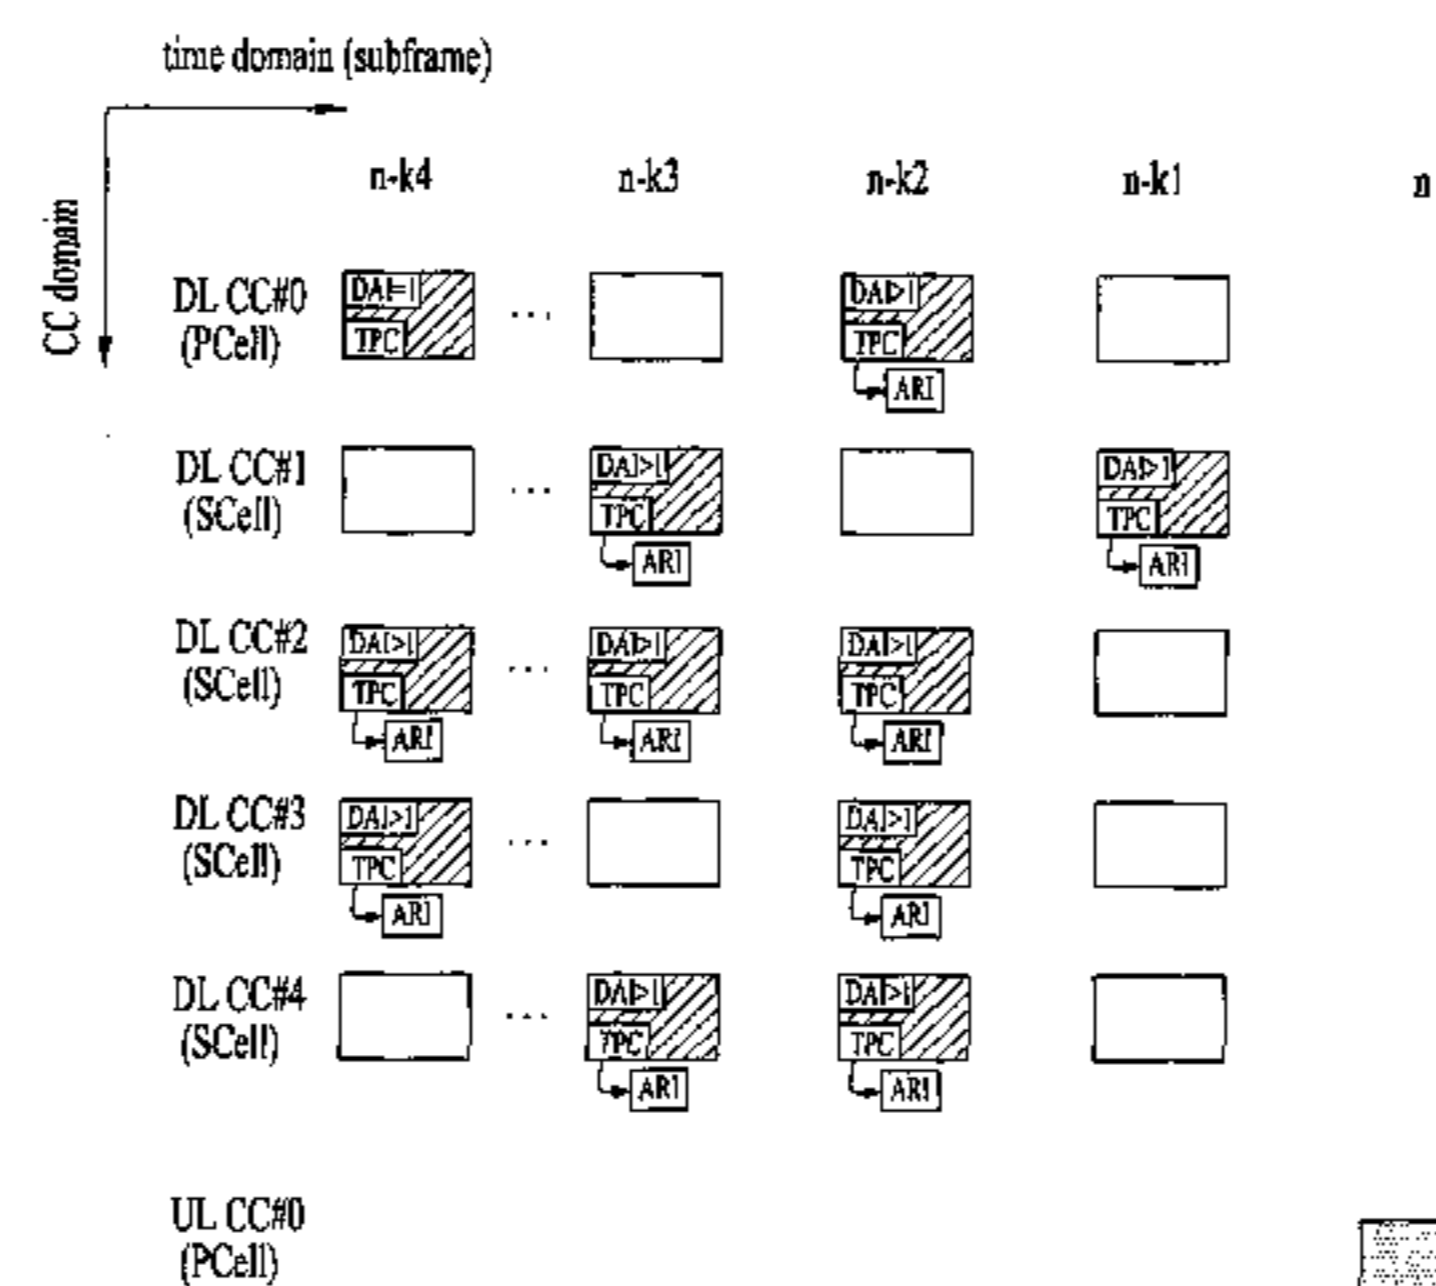 time domain (subframe)
CC domain
n-k4 n-k3 n-k2 n-k1 n
DL CC#0
(PCell)
DAI=1
TPC
...
DAI>1
TPC
ARI
DL CC#1
(SCell)
...
DAI>1
TPC
ARI
DAI>1
TPC
ARI
DL CC#2
(SCell)
DAI>1
TPC
ARI
...
DAI>1
TPC
ARI
DAI>1
TPC
ARI
DL CC#3
(SCell)
DAI>1
TPC
ARI
...
DAI>1
TPC
ARI
DL CC#4
(SCell)
...
DAI>1
TPC
ARI
DAI>1
TPC
ARI
UL CC#0
(PCell)